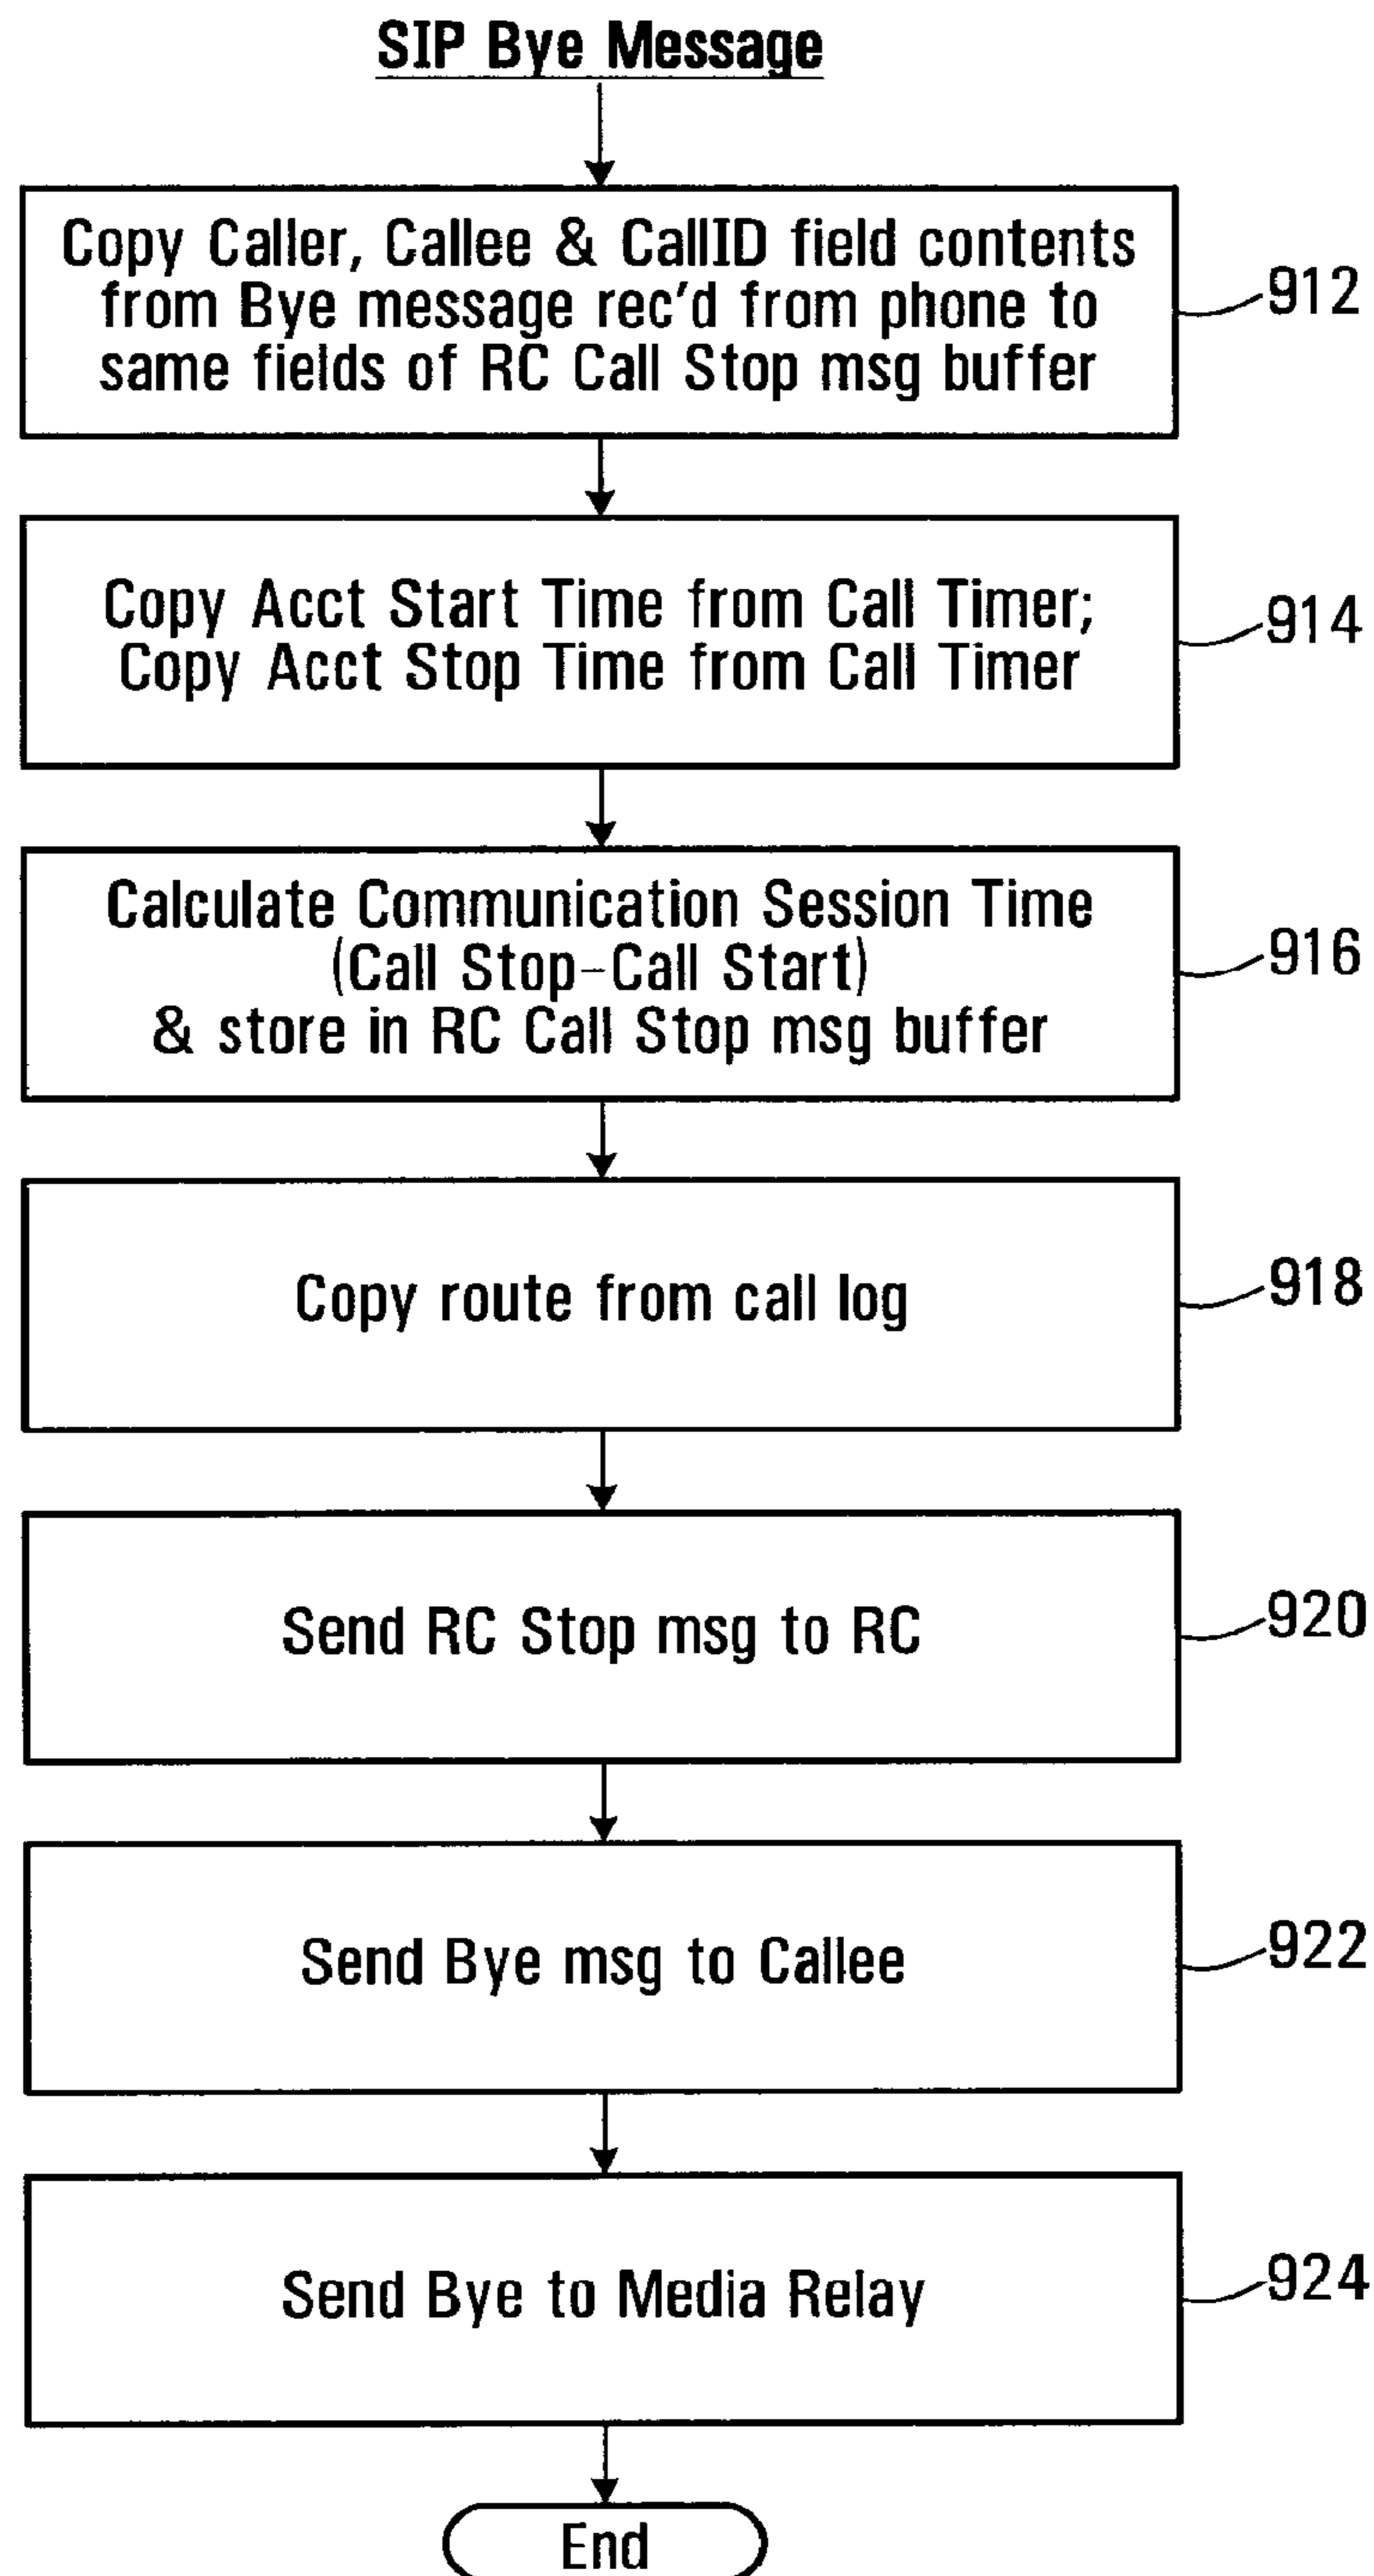 SIP Bye Message
Copy Caller, Callee & CallID field contents
from Bye message rec'd from phone to
same fields of RC Call Stop msg buffer
912
Copy Acct Start Time from Call Timer;
Copy Acct Stop Time from Call Timer
914
Calculate Communication Session Time
(Call Stop-Call Start)
& store in RC Call Stop msg buffer
916
Copy route from call log
918
Send RC Stop msg to RC
920
Send Bye msg to Callee
922
Send Bye to Media Relay
924
End